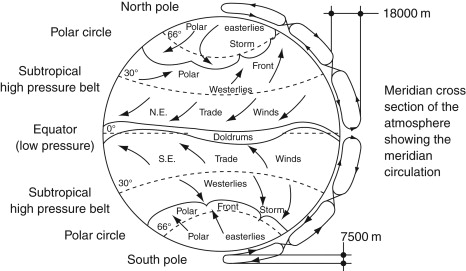 North pole
18000 m
Polar circle
66°
Polar easterlies
Storm
Front
Subtropical
high pressure belt
30°
Polar
Westerlies
Meridian cross
section of the
atmosphere
showing the
meridian
circulation
N.E. Trade Winds
Equator
(low pressure)
0°
Doldrums
S.E. Trade Winds
Subtropical
high pressure belt
30°
Westerlies
Polar Front Storm
Polar circle
66°
Polar easterlies
South pole
7500 m